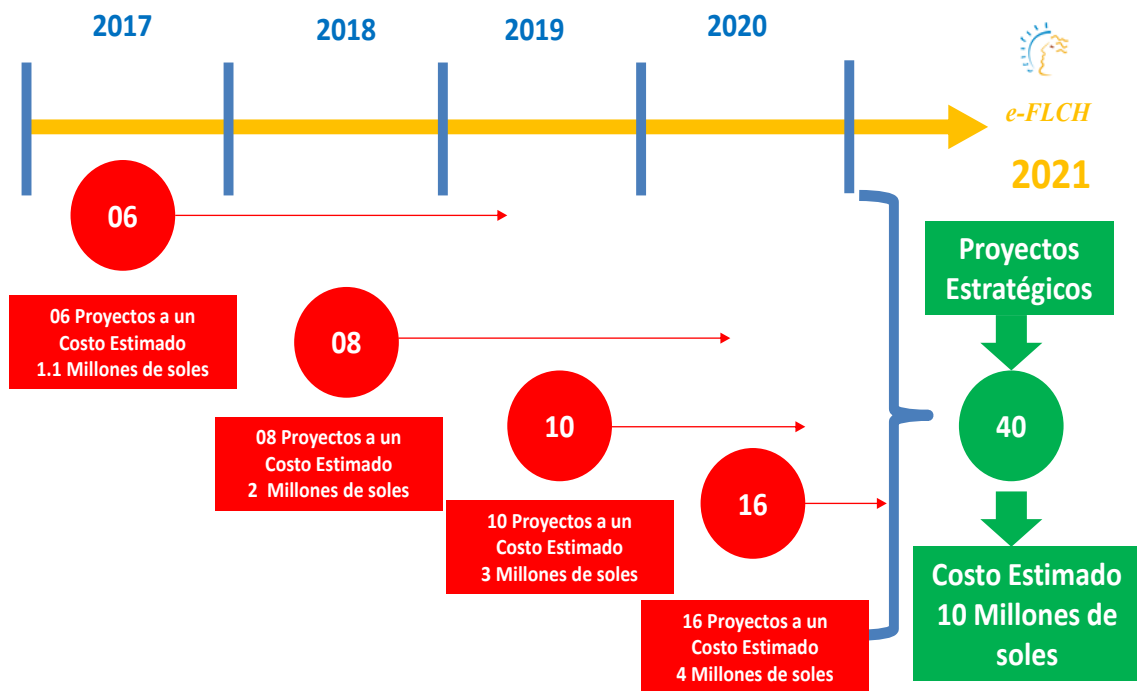 2017
2018
2019
2020
e-FLCH
2021
06
06 Proyectos a un
Costo Estimado
1.1 Millones de soles
08
08 Proyectos a un
Costo Estimado
2 Millones de soles
10
10 Proyectos a un
Costo Estimado
3 Millones de soles
16
16 Proyectos a un
Costo Estimado
4 Millones de soles
Proyectos
Estratégicos
40
Costo Estimado
10 Millones de
soles